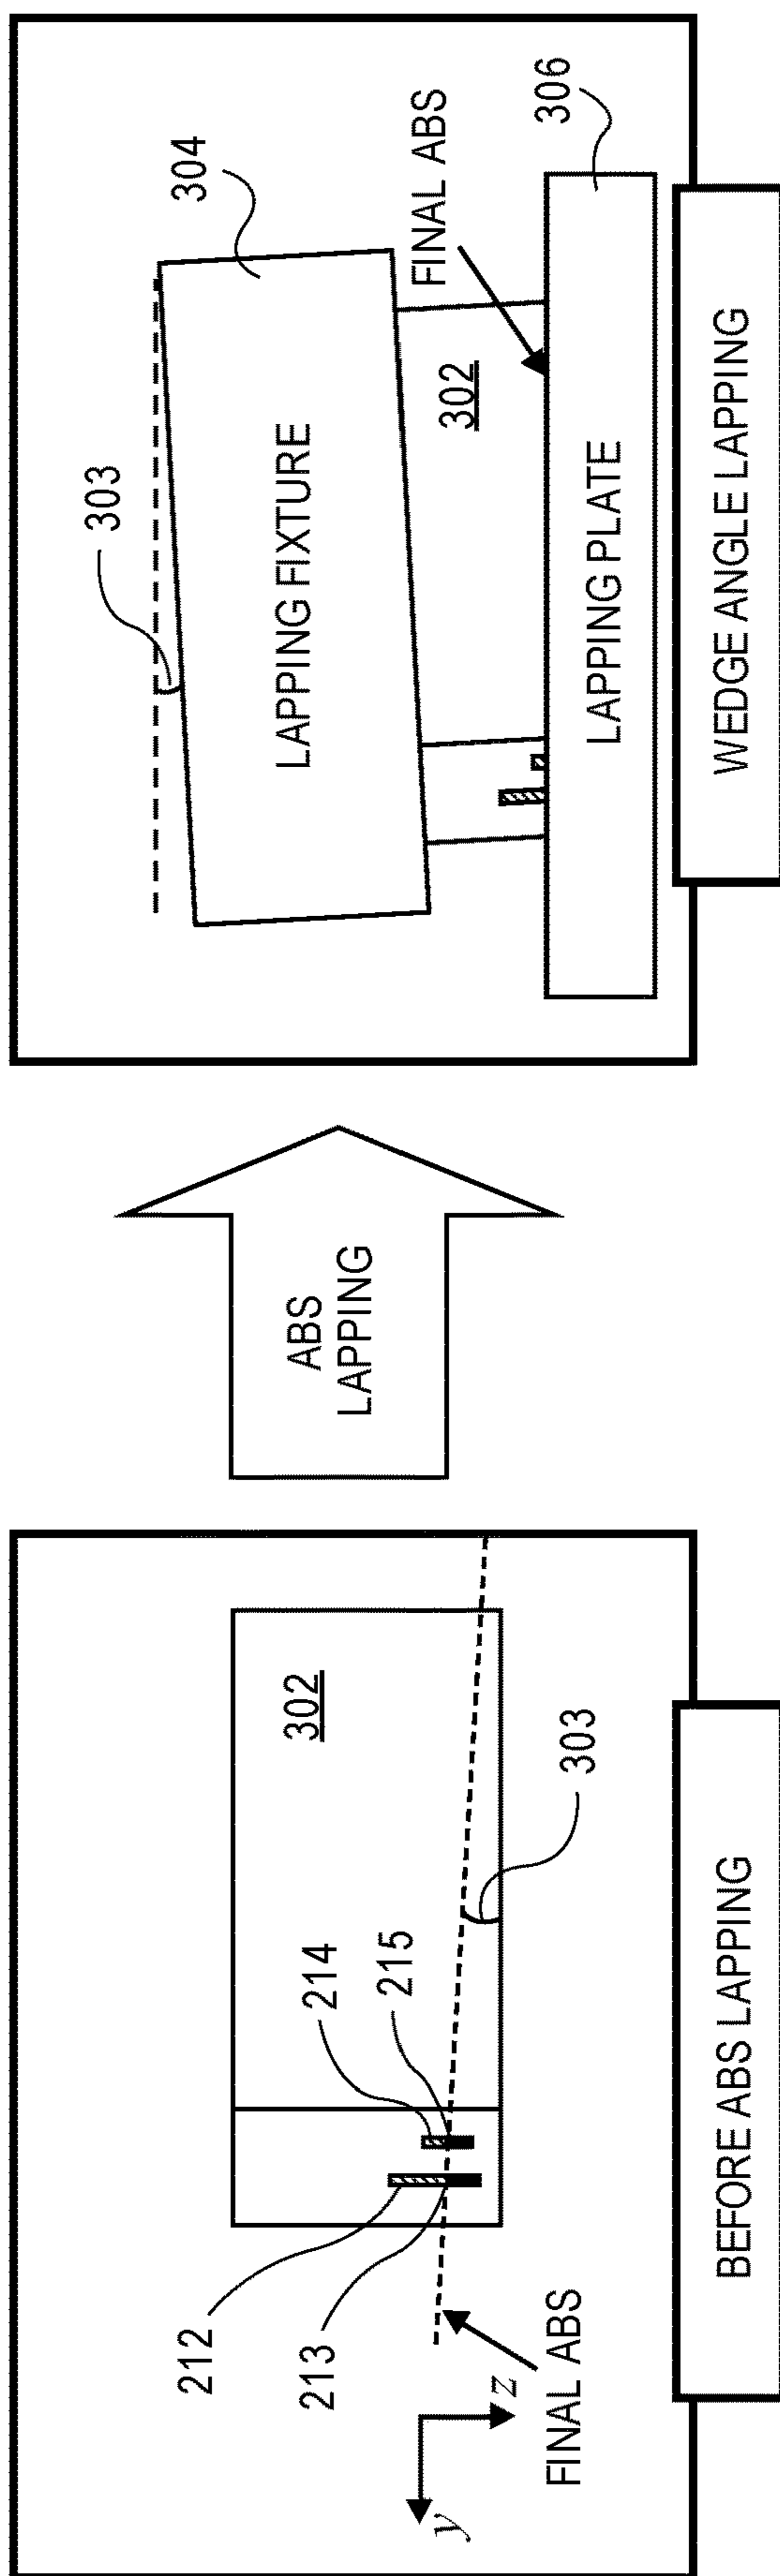 302
303
214
215
212
213
y
z
FINAL ABS
BEFORE ABS LAPPING
ABS
LAPPING
303
304
LAPPING FIXTURE
302
FINAL ABS
306
LAPPING PLATE
WEDGE ANGLE LAPPING